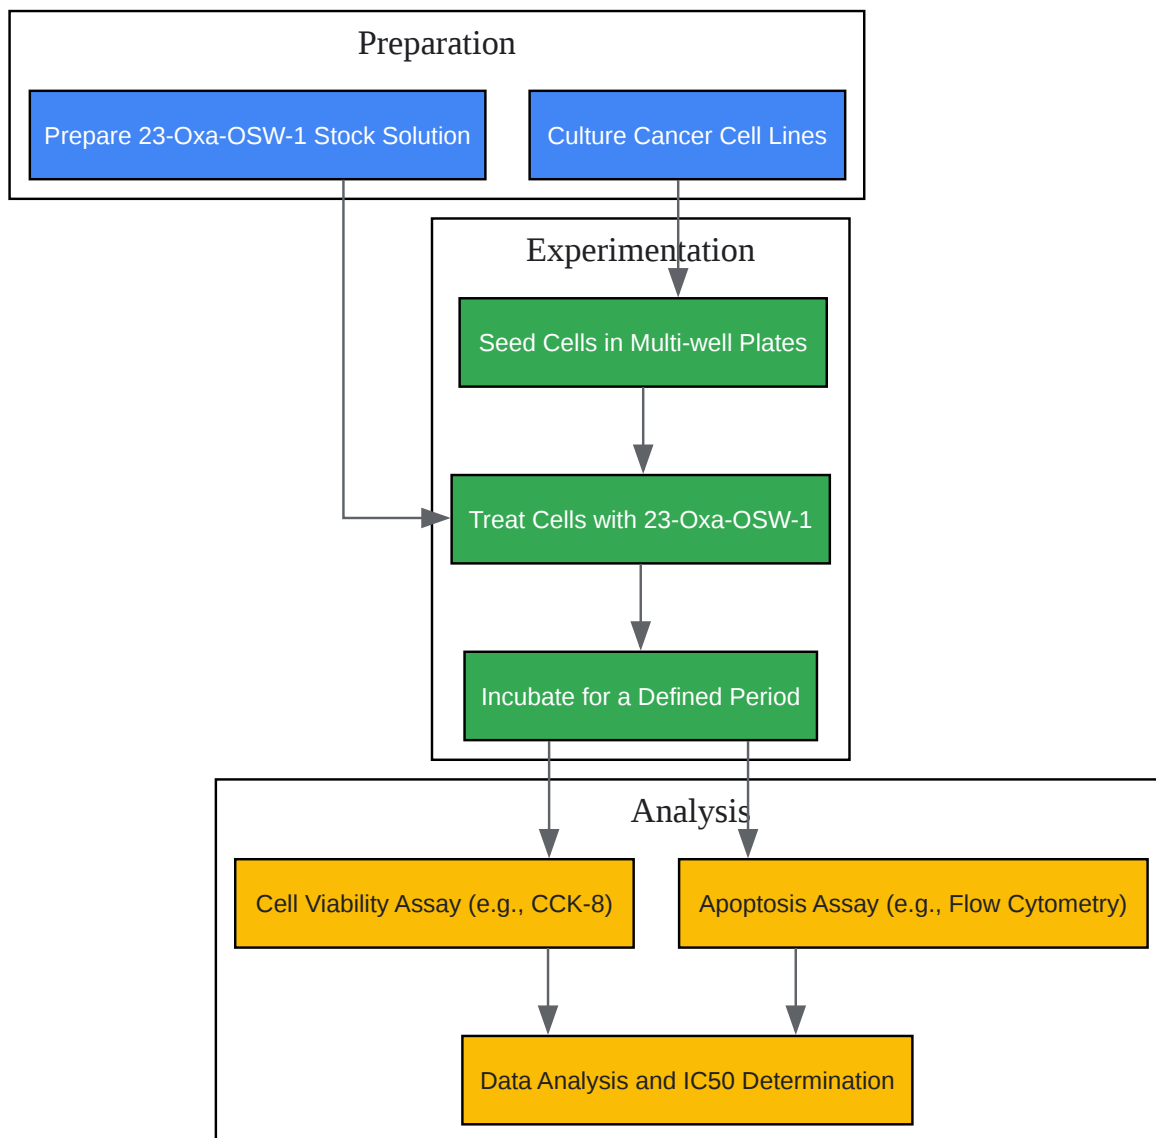 Preparation
Prepare 23-Oxa-OSW-1 Stock Solution
Culture Cancer Cell Lines
Experimentation
Seed Cells in Multi-well Plates
Treat Cells with 23-Oxa-OSW-1
Incubate for a Defined Period
Analysis
Cell Viability Assay (e.g., CCK-8)
Apoptosis Assay (e.g., Flow Cytometry)
Data Analysis and IC50 Determination